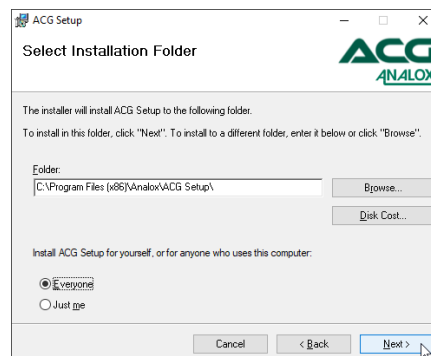 ACG Setup
Select Installation Folder
ACG
ANALOX
The installer will install ACG Setup to the following folder.
To install in this folder, click "Next". To install to a different folder, enter it below or click "Browse".
Folder:
C:\Program Files (x86)\Analox\ACG Setup\
Browse...
Disk Cost...
Install ACG Setup for yourself, or for anyone who uses this computer:
Everyone
Just me
Cancel
< Back
Next >